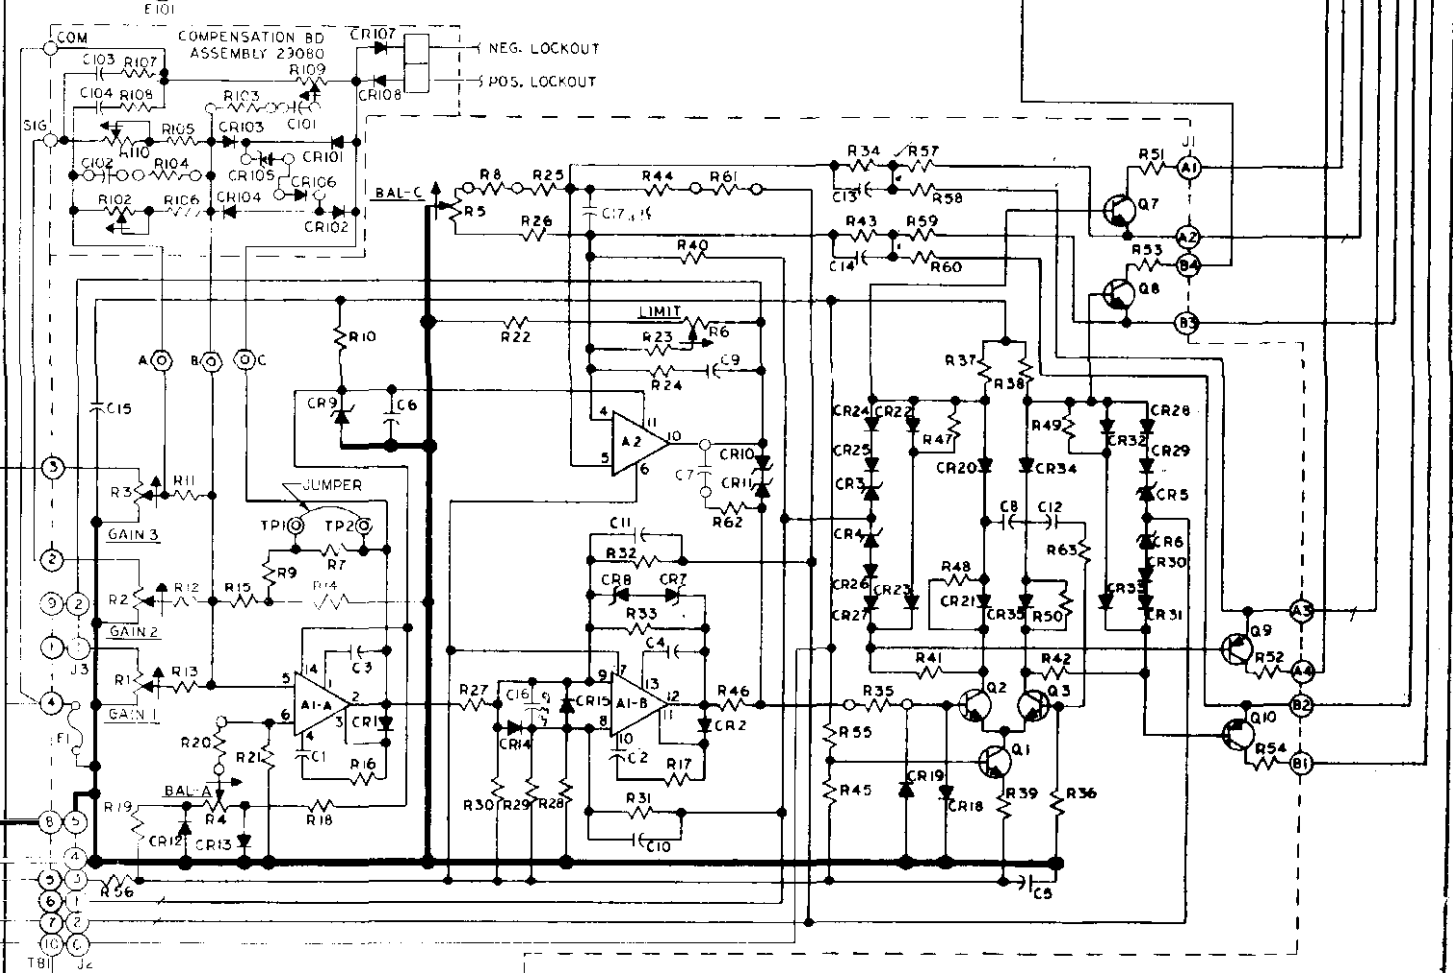 E101
COM
COMPENSATION BD
ASSEMBLY 29080
CR107
NEG. LOCKOUT
C103 R107
R109
POS. LOCKOUT
CR108
C104 R108
R103
C101
SIG
R110
R105
CR103
CR101
C102
R104
CR105
CR106
R102
R106
CR104
CR102
BAL-C
R5
R8
R25
R44
R61
R34
R57
C13
R58
R51
J1
A1
C17
R26
R43
R59
Q7
A2
R40
C14
R60
R53
B4
Q8
LIMIT
R6
B3
R10
R22
R23
R24
C9
R37
R38
A
B
C
C15
CR9
C6
4
11
A2
10
5
6
C7
CR10
CR11
R62
CR24
CR22
R47
R49
CR32
CR28
CR25
CR20
CR34
CR29
CR3
CR5
3
R3
R11
JUMPER
GAIN 3
TP1
TP2
R7
R9
C11
R32
CR4
C8
C12
R63
CR6
CR30
2
R2
R12
R15
R14
CR8
CR7
R48
CR26
CR23
CR21
CR35
R50
CR33
CR27
CR31
9
2
GAIN 2
R33
A3
1
1
J3
R1
R13
GAIN 1
14
C3
5
1
A1-A
2
6
3
4
C1
CR1
R16
C4
7
9
13
A1-B
12
8
11
10
C2
CR2
R17
R27
C16
CR15
CR14
R46
R35
R41
R42
Q2
Q3
Q9
R52
A4
B2
Q10
R54
B1
4
F1
R20
R21
BAL-A
R4
R19
R18
CR12
CR13
R30
R29
R28
R31
C10
R55
R45
Q1
CR19
CR18
R39
R36
8
5
4
5
3
R56
C5
6
1
7
2
10
6
TB1
J2